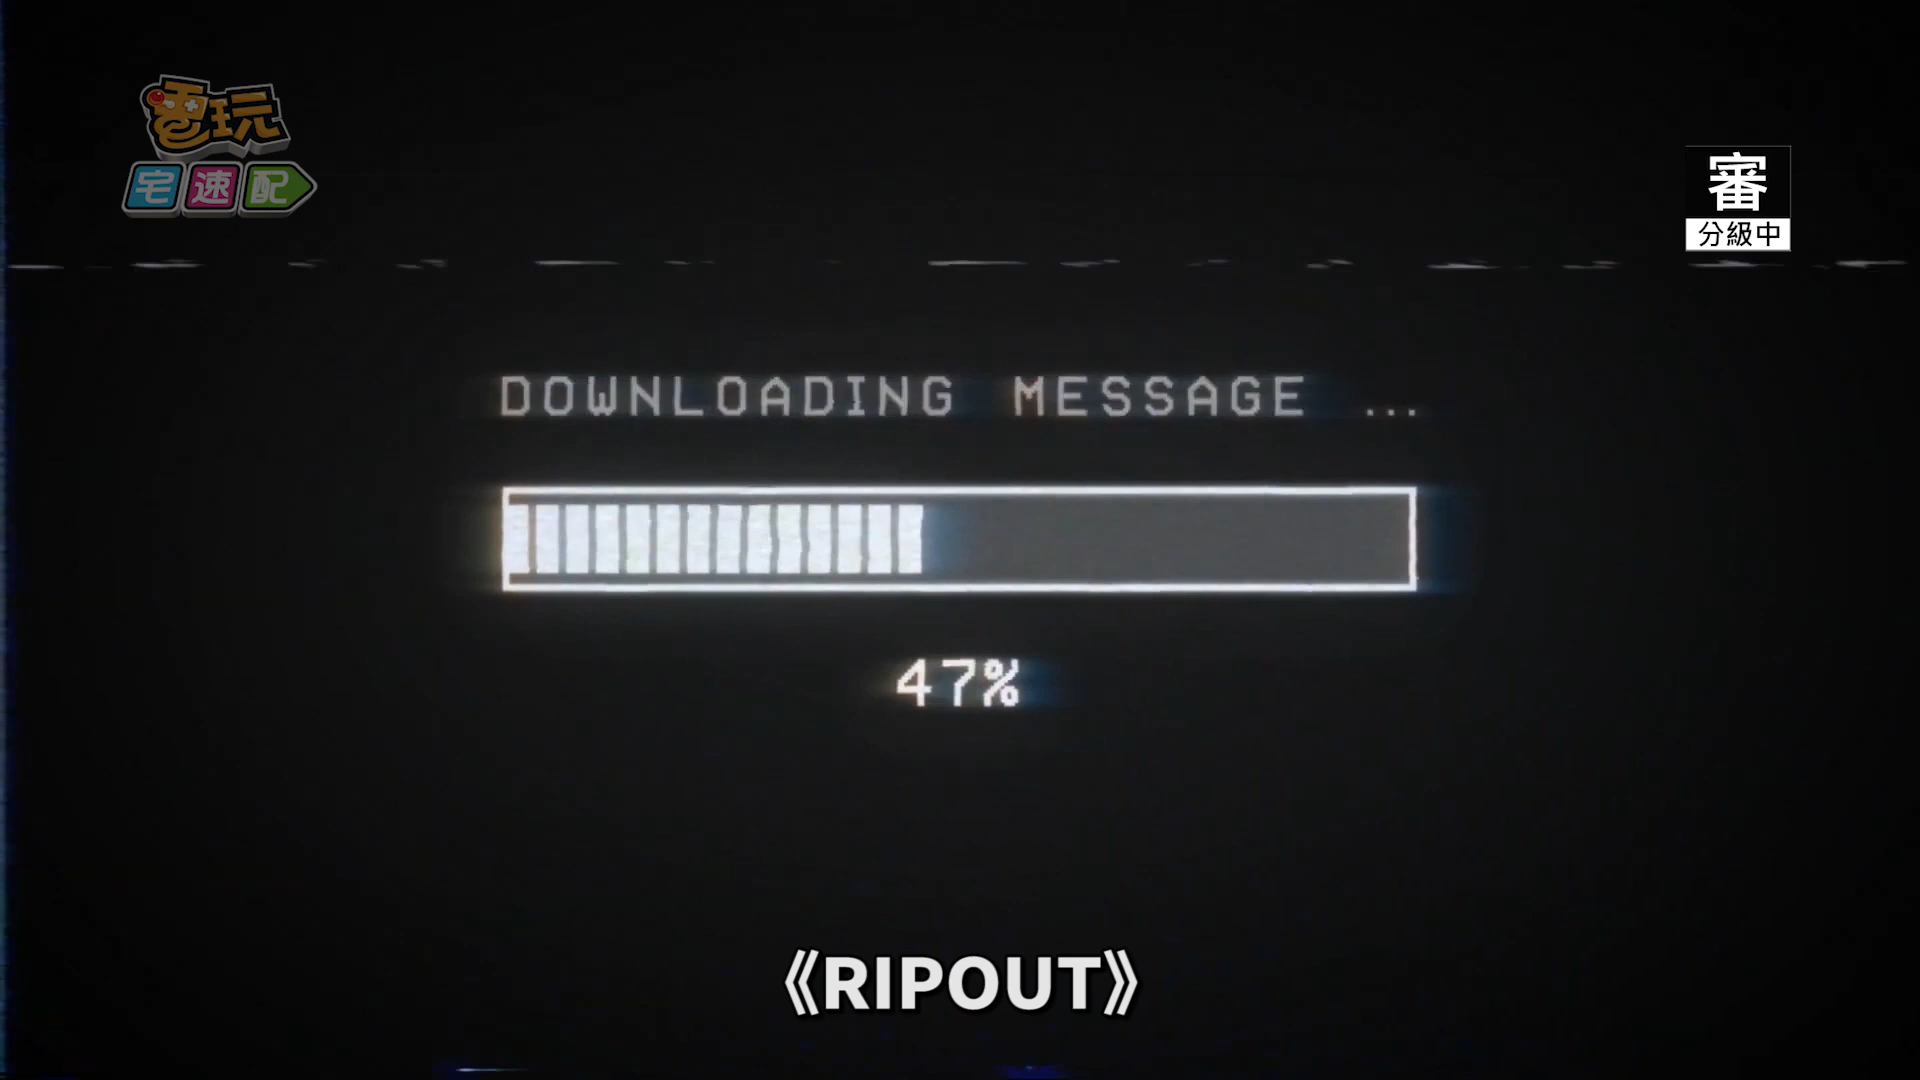 電玩
宅速配
審
分級中
DOWNLOADING MESSAGE ...
47%
《RIPOUT》